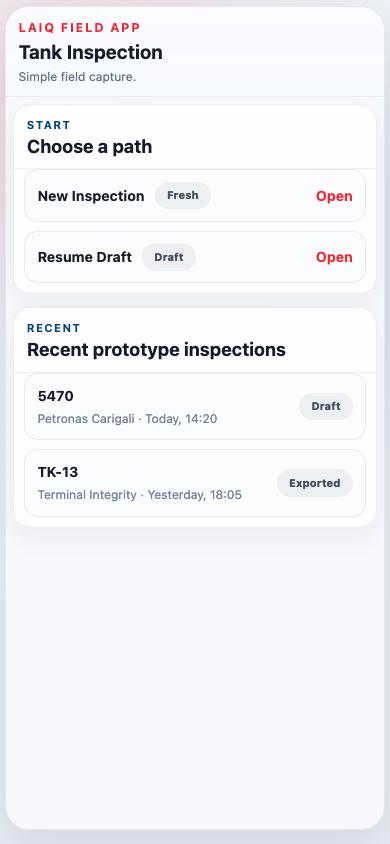 LAIQ FIELD APP
Tank Inspection
Simple field capture.
START
Choose a path
New Inspection Fresh Open
Resume Draft Draft Open
RECENT
Recent prototype inspections
5470
Petronas Carigali · Today, 14:20
Draft
TK-13
Terminal Integrity · Yesterday, 18:05
Exported